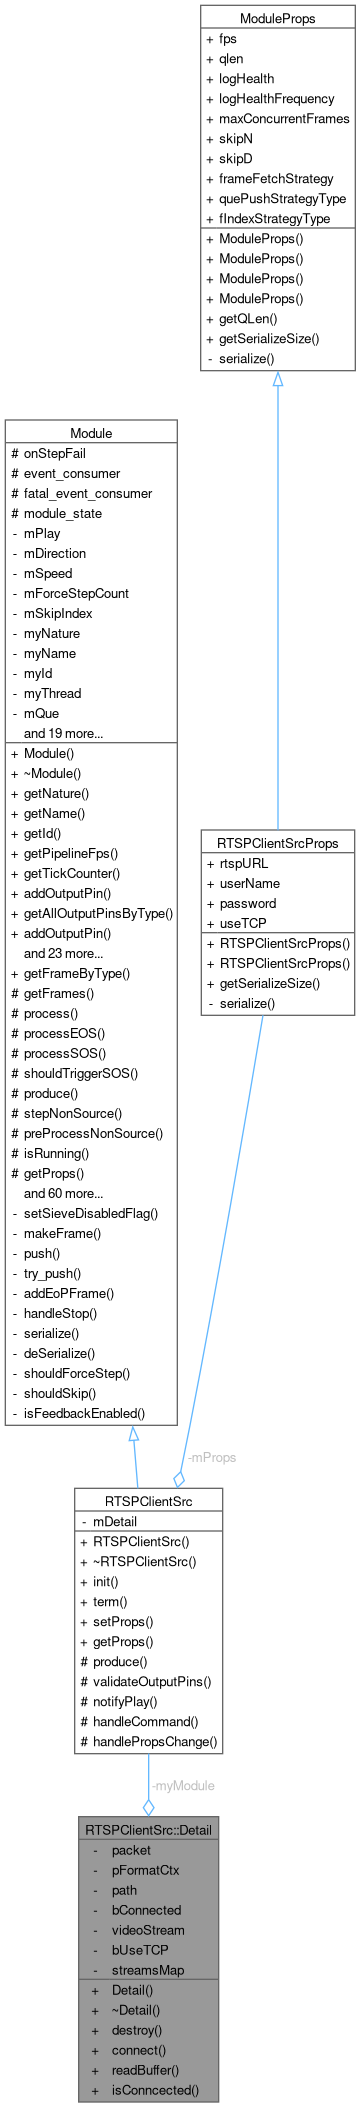 ModuleProps
+ fps
+ qlen
+ logHealth
+ logHealthFrequency
+ maxConcurrentFrames
+ skipN
+ skipD
+ frameFetchStrategy
+ quePushStrategyType
+ fIndexStrategyType
+ ModuleProps()
+ ModuleProps()
+ ModuleProps()
+ ModuleProps()
+ getQLen()
+ getSerializeSize()
- serialize()
Module
# onStepFail
# event_consumer
# fatal_event_consumer
# module_state
- mPlay
- mDirection
- mSpeed
- mForceStepCount
- mSkipIndex
- myNature
- myName
- myId
- myThread
- mQue
and 19 more...
+ Module()
+ ~Module()
+ getNature()
+ getName()
+ getId()
+ getPipelineFps()
+ getTickCounter()
+ addOutputPin()
+ getAllOutputPinsByType()
+ addOutputPin()
and 23 more...
+ getFrameByType()
# getFrames()
# process()
# processEOS()
# processSOS()
# shouldTriggerSOS()
# produce()
# stepNonSource()
# preProcessNonSource()
# isRunning()
# getProps()
and 60 more...
- setSieveDisabledFlag()
- makeFrame()
- push()
- try_push()
- addEoPFrame()
- handleStop()
- serialize()
- deSerialize()
- shouldForceStep()
- shouldSkip()
- isFeedbackEnabled()
RTSPClientSrcProps
+ rtspURL
+ userName
+ password
+ useTCP
+ RTSPClientSrcProps()
+ RTSPClientSrcProps()
+ getSerializeSize()
- serialize()
-mProps
RTSPClientSrc
- mDetail
+ RTSPClientSrc()
+ ~RTSPClientSrc()
+ init()
+ term()
+ setProps()
+ getProps()
# produce()
# validateOutputPins()
# notifyPlay()
# handleCommand()
# handlePropsChange()
-myModule
RTSPClientSrc::Detail
- packet
- pFormatCtx
- path
- bConnected
- videoStream
- bUseTCP
- streamsMap
+ Detail()
+ ~Detail()
+ destroy()
+ connect()
+ readBuffer()
+ isConncected()